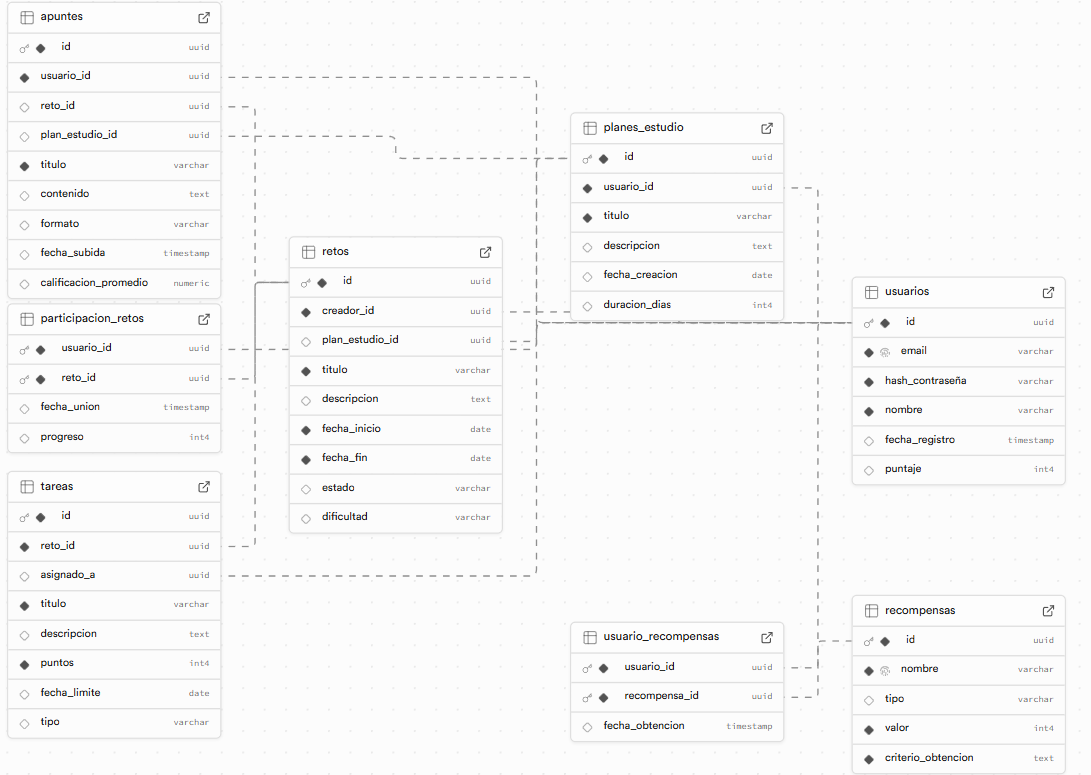 apuntes
id uuid
usuario_id uuid
reto_id uuid
plan_estudio_id uuid
titulo varchar
contenido text
formato varchar
fecha_subida timestamp
calificacion_promedio numeric
participacion_retos
usuario_id uuid
reto_id uuid
fecha_union timestamp
progreso int4
tareas
id uuid
reto_id uuid
asignado_a uuid
titulo varchar
descripcion text
puntos int4
fecha_limite date
tipo varchar
retos
id uuid
creador_id uuid
plan_estudio_id uuid
titulo varchar
descripcion text
fecha_inicio date
fecha_fin date
estado varchar
dificultad varchar
planes_estudio
id uuid
usuario_id uuid
titulo varchar
descripcion text
fecha_creacion date
duracion_dias int4
usuario_recompensas
usuario_id uuid
recompensa_id uuid
fecha_obtencion timestamp
usuarios
id uuid
email varchar
hash_contraseña varchar
nombre varchar
fecha_registro timestamp
puntaje int4
recompensas
id uuid
nombre varchar
tipo varchar
valor int4
criterio_obtencion text